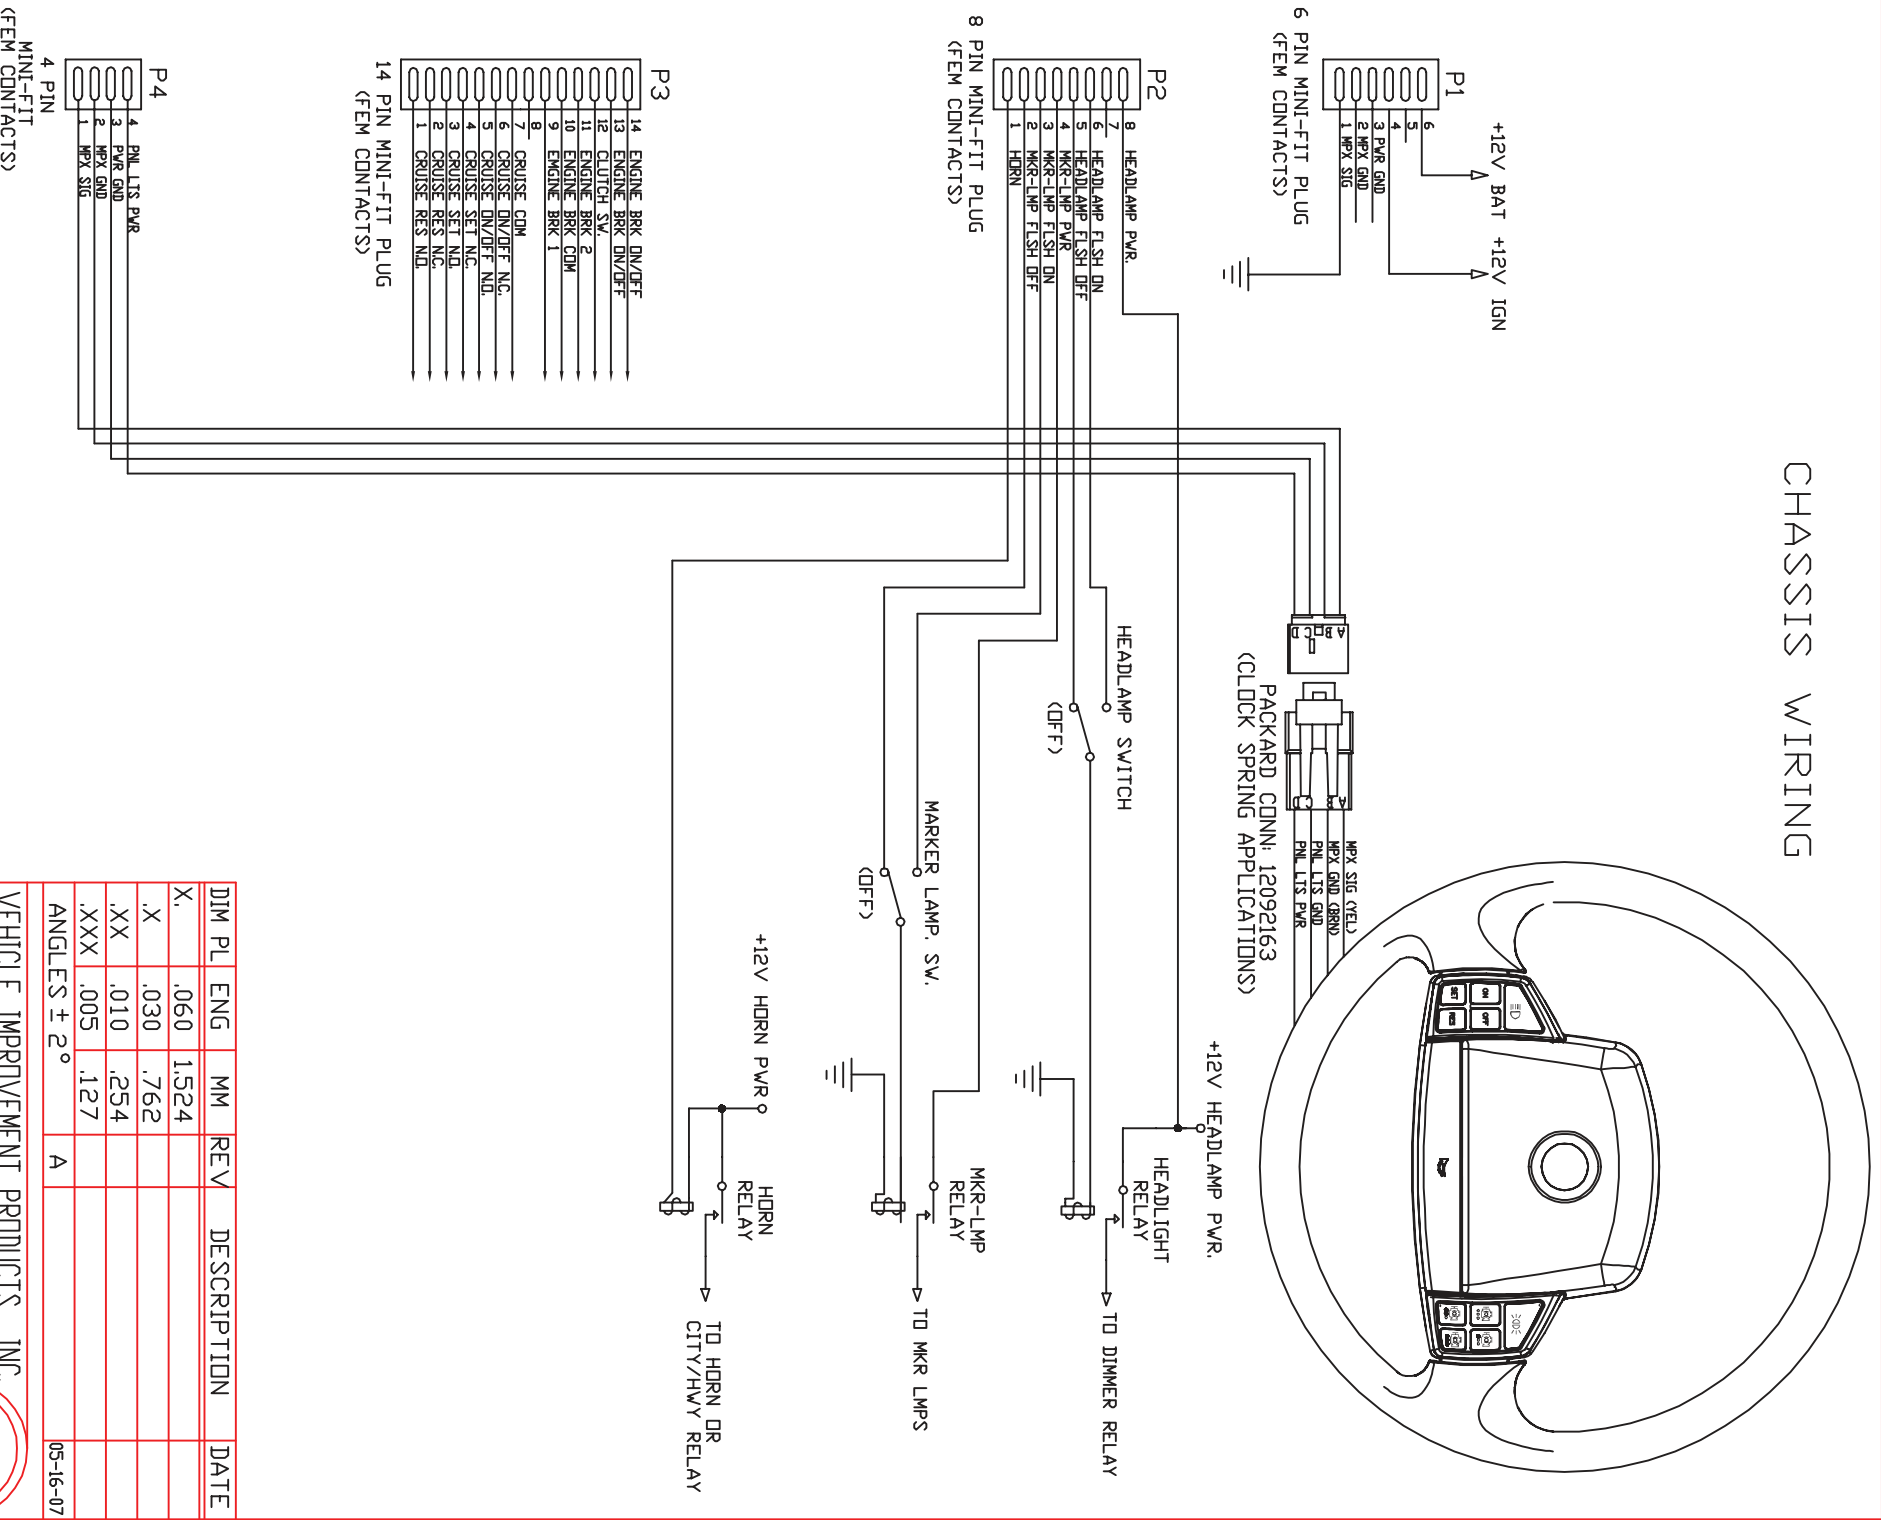 CHASSIS WIRING
+12V BAT
+12V IGN
P1
6
5
4
3 PWR GND
2 MPX GND
1 MPX SIG
6 PIN MINI-FIT PLUG
(FEM CONTACTS)
P2
8 HEADLAMP PWR.
7
6 HEADLAMP FLSH ON
5 HEADLAMP FLSH OFF
4 MKR-LMP PWR
3 MKR-LMP FLSH ON
2 MKR-LMP FLSH OFF
1 HORN
8 PIN MINI-FIT PLUG
(FEM CONTACTS)
P3
14 ENGINE BRK ON/OFF
13 ENGINE BRK ON/OFF
12 CLUTCH SW.
11 ENGINE BRK 2
10 ENGINE BRK COM
9 EMGINE BRK 1
8
7 CRUISE COM
6 CRUISE ON/OFF N.C.
5 CRUISE ON/OFF N.O.
4 CRUISE SET N.C.
3 CRUISE SET N.O.
2 CRUISE RES N.C.
1 CRUISE RES N.O.
14 PIN MINI-FIT PLUG
(FEM CONTACTS)
P4
4 PNL LTS PWR
3 PWR GND
2 MPX GND
1 MPX SIG
4 PIN
MINI-FIT
(FEM CONTACTS)
A B C D
A B C D
MPX SIG (YEL)
MPX GND (BRN)
PNL LTS GND
PNL LTS PWR
PACKARD CONN: 12092163
(CLOCK SPRING APPLICATIONS)
ON
OFF
SET
RES
HEADLAMP SWITCH
(OFF)
MARKER LAMP. SW.
(OFF)
+12V HEADLAMP PWR.
HEADLIGHT
RELAY
TO DIMMER RELAY
MKR-LMP
RELAY
TO MKR LMPS
+12V HORN PWR
HORN
RELAY
TO HORN OR
CITY/HWY RELAY
DIM PL ENG MM REV DESCRIPTION DATE
X. .060 1.524
.X .030 .762
.XX .010 .254
.XXX .005 .127
ANGLES ± 2° A 05-16-07
VEHICLE IMPROVEMENT PRODUCTS INC.